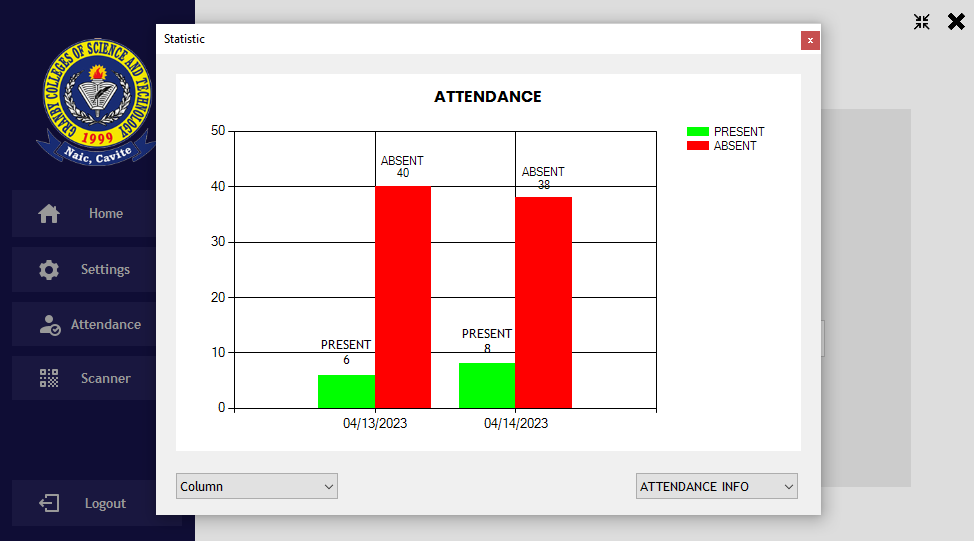 Statistic
x
GRANBY COLLEGES OF SCIENCE AND TECHNOLOGY
1999
Naic, Cavite
Home
Settings
Attendance
Scanner
Logout
ATTENDANCE
PRESENT
ABSENT
50
40
30
20
10
0
ABSENT
40
ABSENT
38
PRESENT
6
PRESENT
8
04/13/2023
04/14/2023
Column
ATTENDANCE INFO